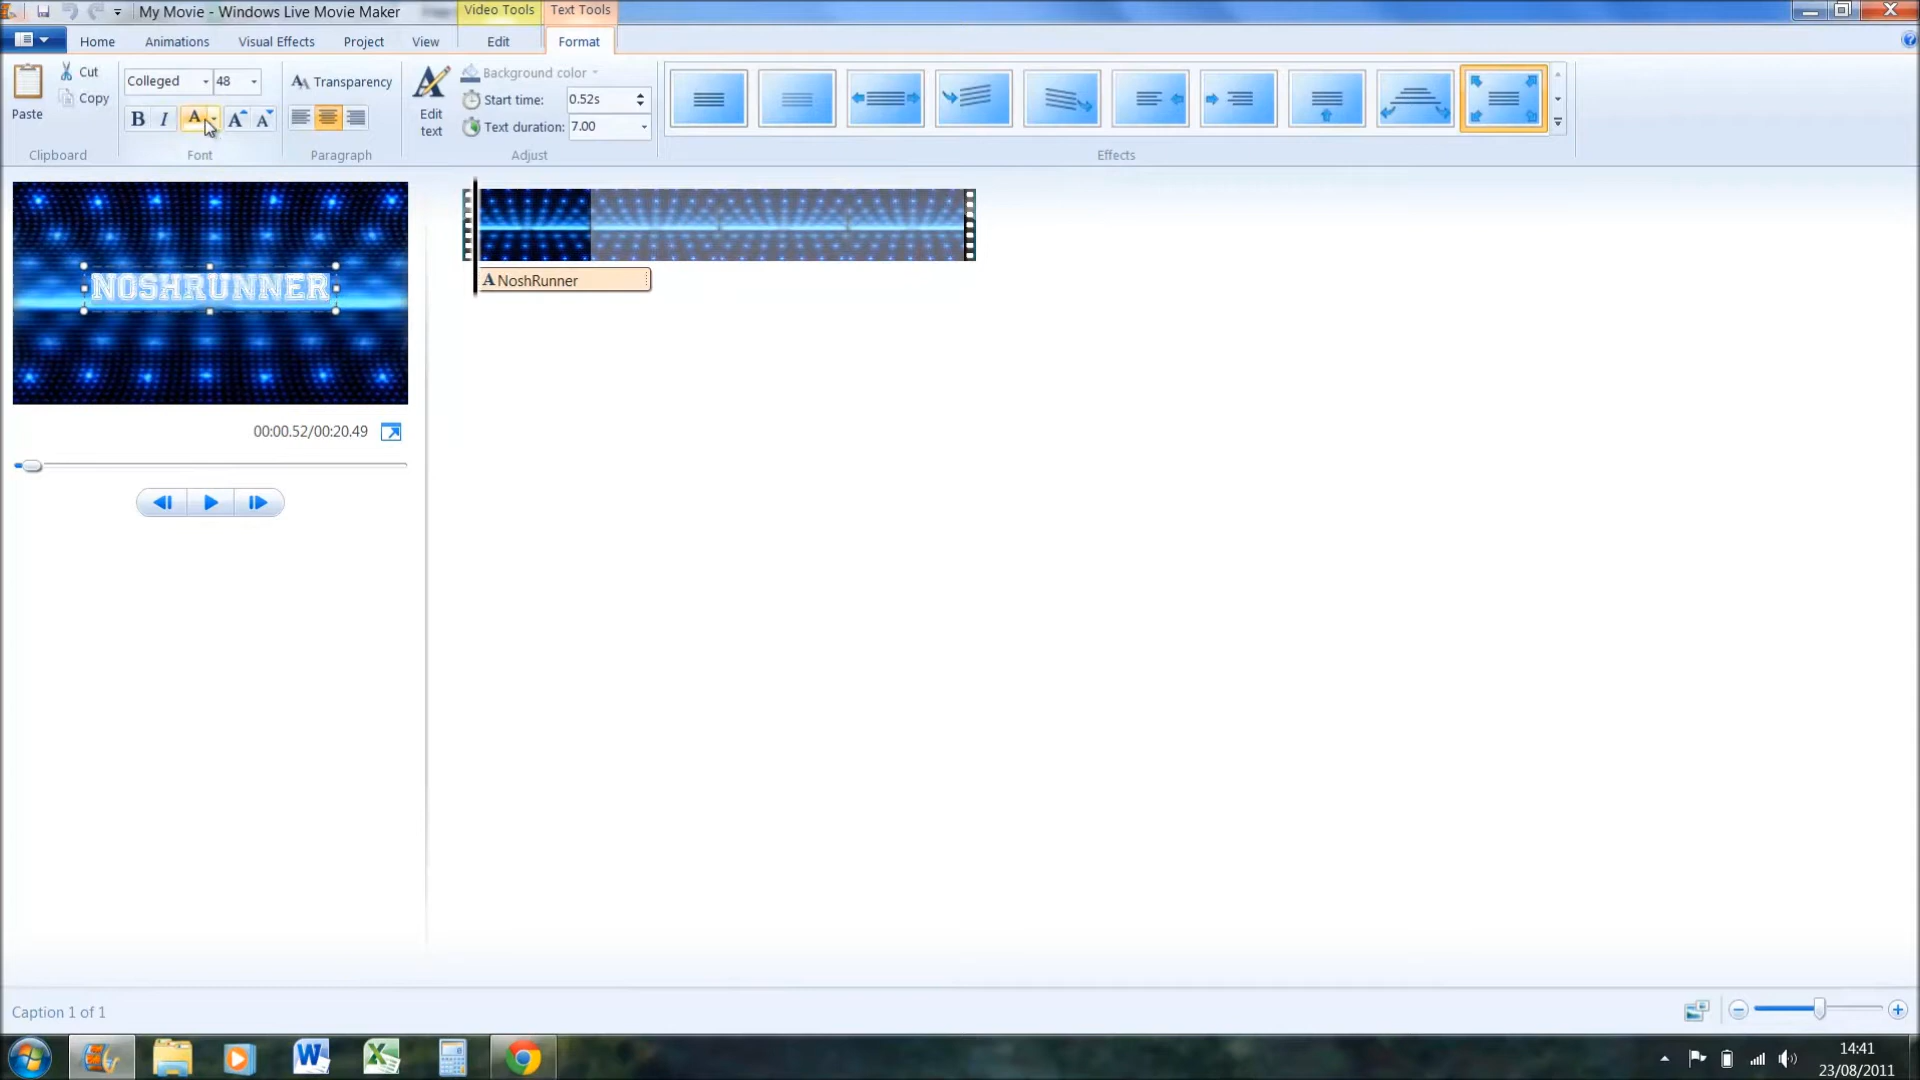 My Movie - Windows Live Movie Maker
Video Tools
Text Tools
Home
Animations
Visual Effects
Project
View
Edit
Format
Paste
Cut
Copy
Clipboard
Colleged
48
B I A A A
Font
Transparency
Paragraph
Edit text
Background color
Start time: 0.52s
Text duration: 7.00
Adjust
Effects
NOSHRUNNER
A NoshRunner
00:00.52/00:20.49
Caption 1 of 1
14:41
23/08/2011